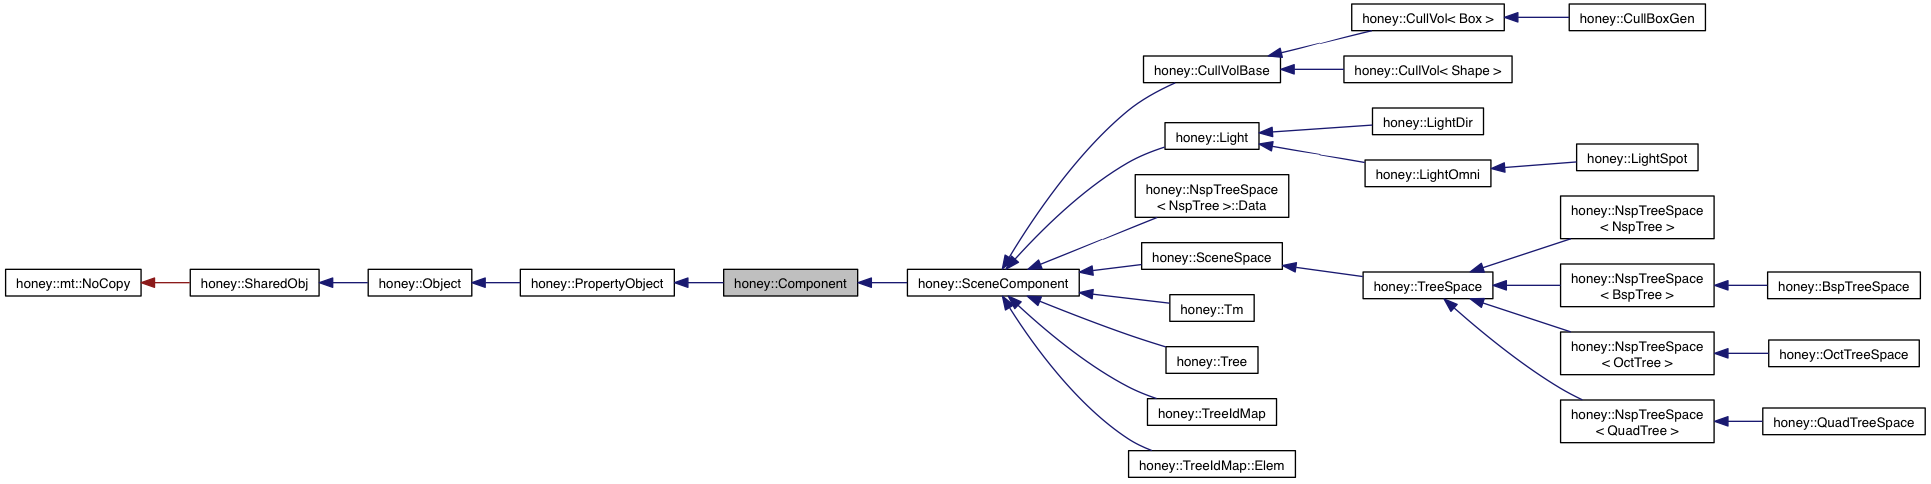 honey::CullVol< Box >
honey::CullBoxGen
honey::CullVolBase
honey::CullVol< Shape >
honey::LightDir
honey::Light
honey::LightOmni
honey::LightSpot
honey::NspTreeSpace
< NspTree >::Data
honey::NspTreeSpace
< NspTree >
honey::SceneSpace
honey::mt::NoCopy
honey::SharedObj
honey::Object
honey::PropertyObject
honey::Component
honey::SceneComponent
honey::TreeSpace
honey::NspTreeSpace
< BspTree >
honey::BspTreeSpace
honey::Tm
honey::Tree
honey::NspTreeSpace
< OctTree >
honey::OctTreeSpace
honey::TreeIdMap
honey::NspTreeSpace
< QuadTree >
honey::QuadTreeSpace
honey::TreeIdMap::Elem